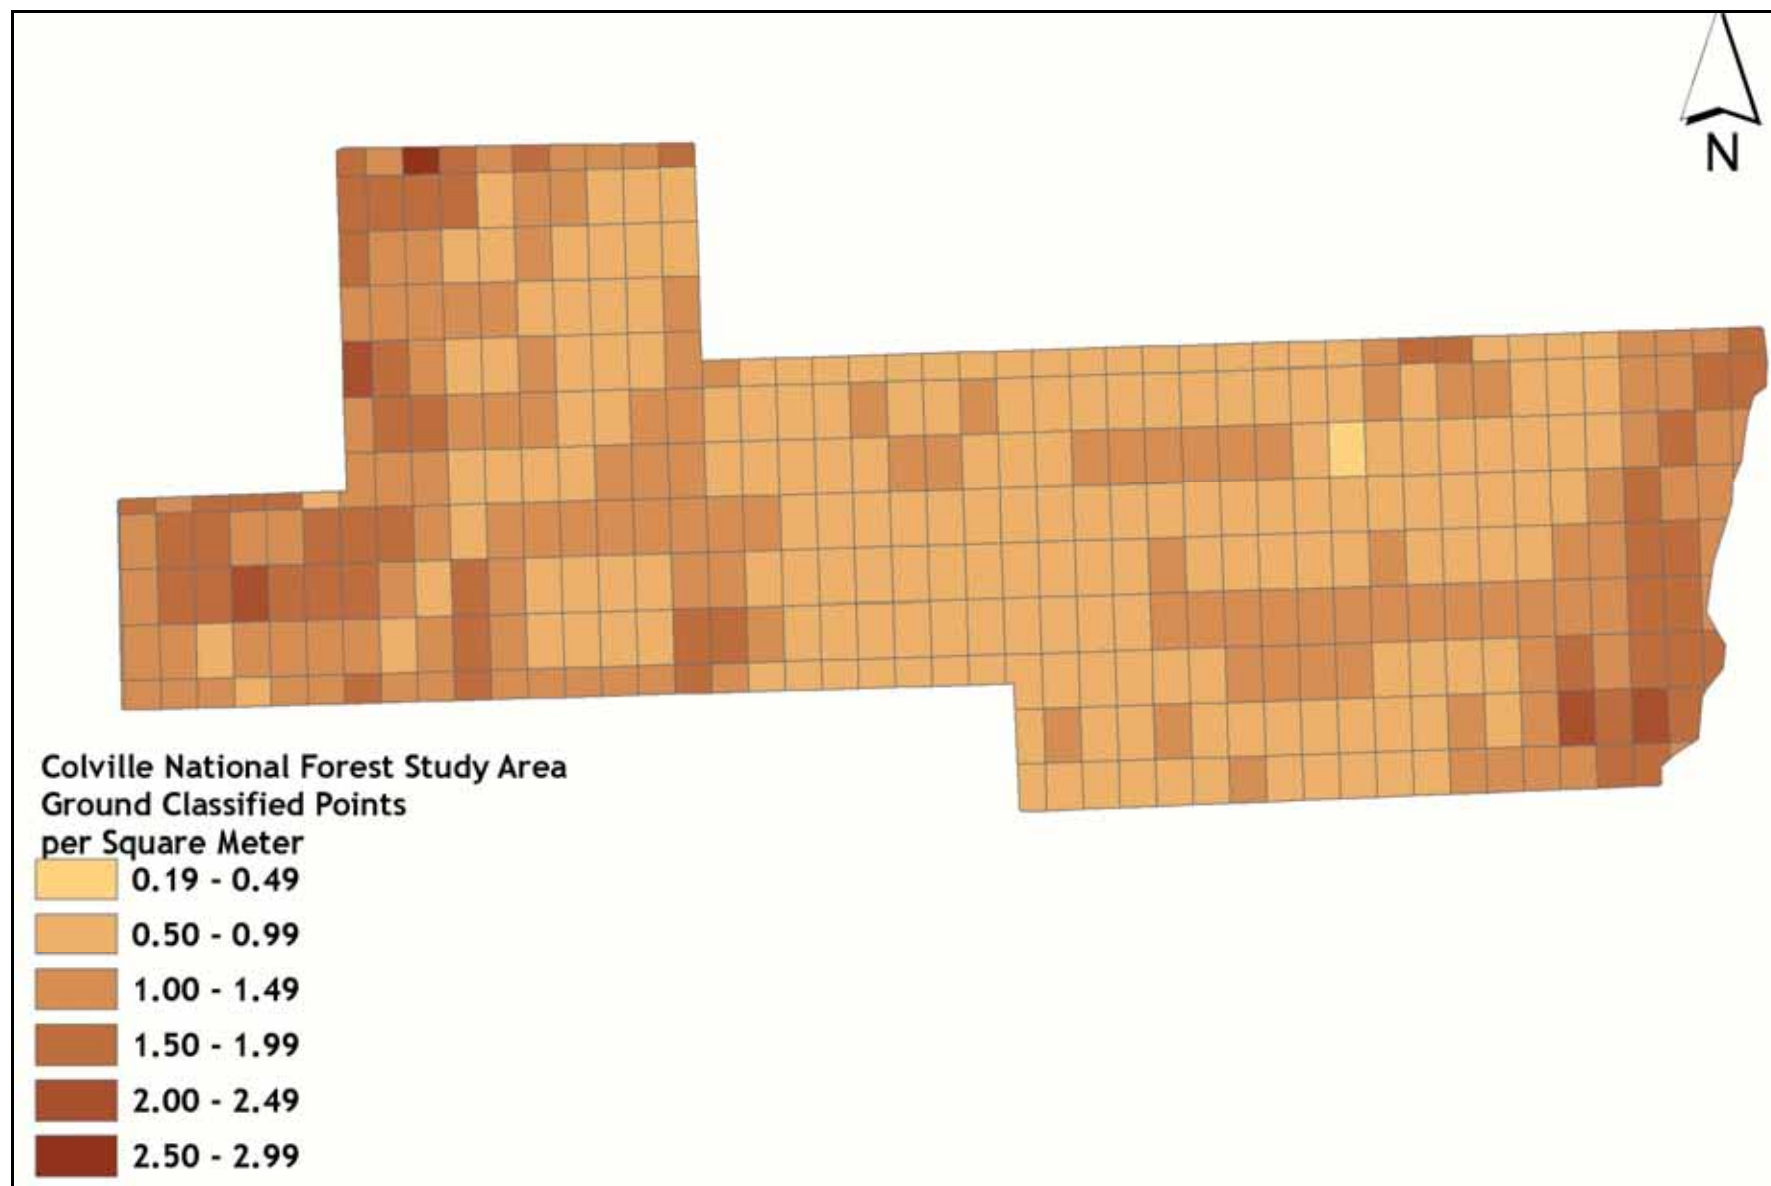 N
Colville National Forest Study Area
Ground Classified Points
per Square Meter
0.19 - 0.49
0.50 - 0.99
1.00 - 1.49
1.50 - 1.99
2.00 - 2.49
2.50 - 2.99